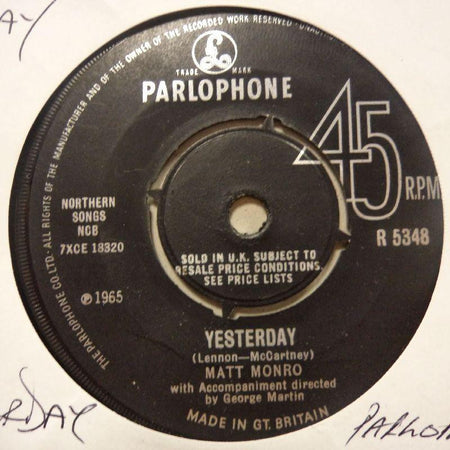 THE PARLOPHONE CO. LTD · ALL RIGHTS OF THE MANUFACTURER AND OF THE OWNER OF THE RECORDED WORK RESERVED ·
TRADE MARK
PARLOPHONE
45
R.P.M.
R 5348
NORTHERN
SONGS
NCB
7XCE 18320
℗ 1965
SOLD IN U.K. SUBJECT TO
RESALE PRICE CONDITIONS.
SEE PRICE LISTS
YESTERDAY
(Lennon—McCartney)
MATT MONRO
with Accompaniment directed
by George Martin
MADE IN GT. BRITAIN